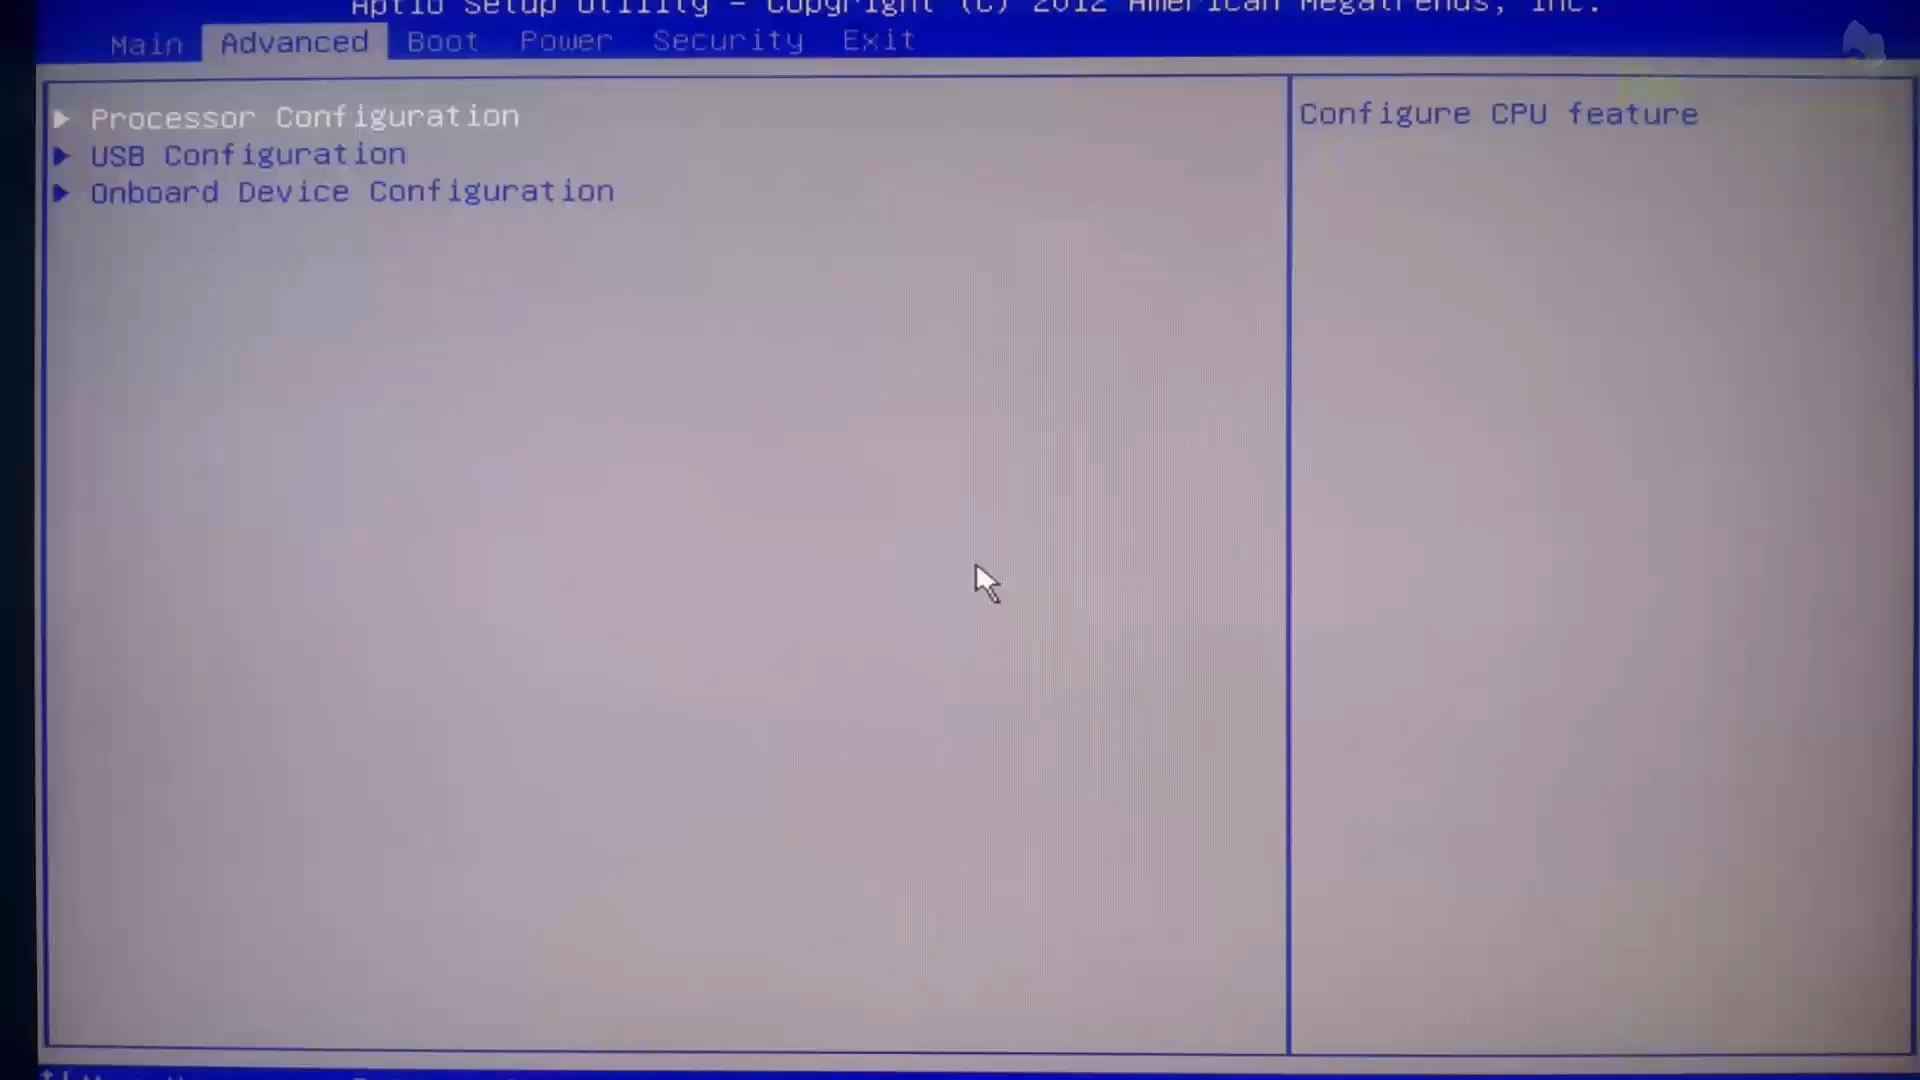 Aptio Setup Utility - Copyright (C) 2012 American Megatrends, Inc.
Main Advanced Boot Power Security Exit
Processor Configuration
USB Configuration
Onboard Device Configuration
Configure CPU feature